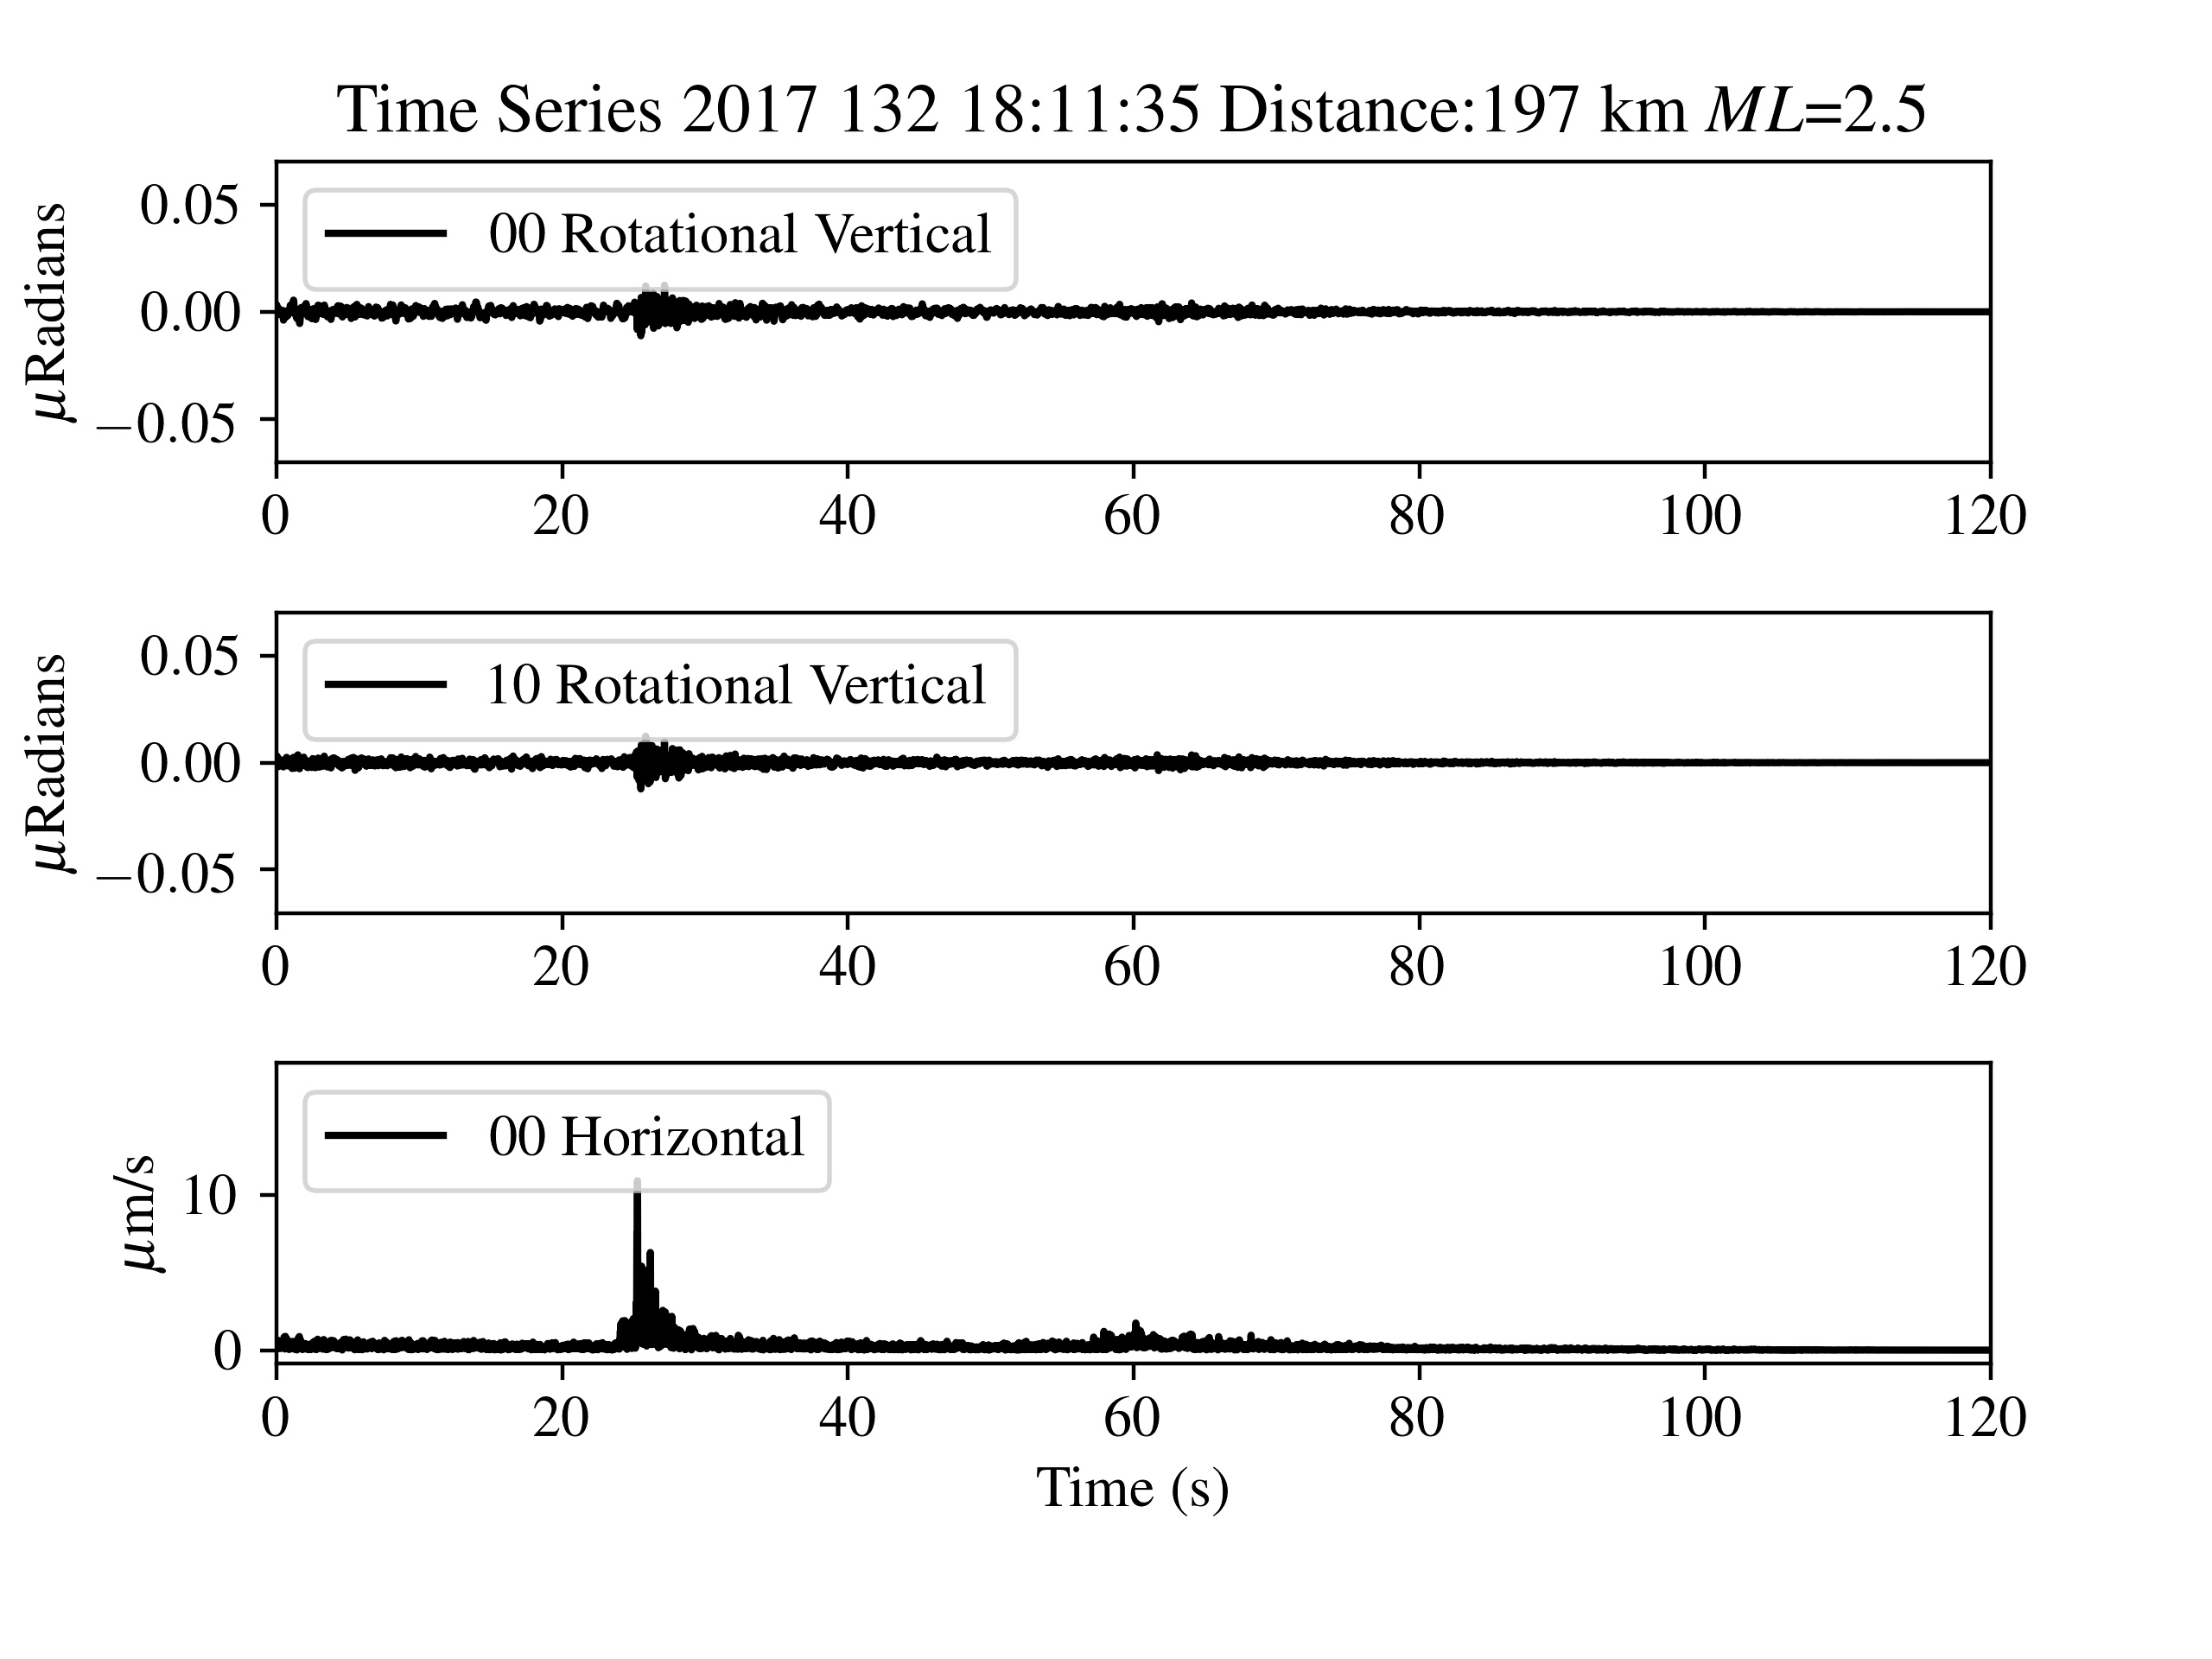 Time Series 2017 132 18:11:35 Distance:197 km ML=2.5
μRadians
0.05
0.00
−0.05
00 Rotational Vertical
0 20 40 60 80 100 120
μRadians
0.05
0.00
−0.05
10 Rotational Vertical
0 20 40 60 80 100 120
μm/s
10
0
00 Horizontal
0 20 40 60 80 100 120
Time (s)